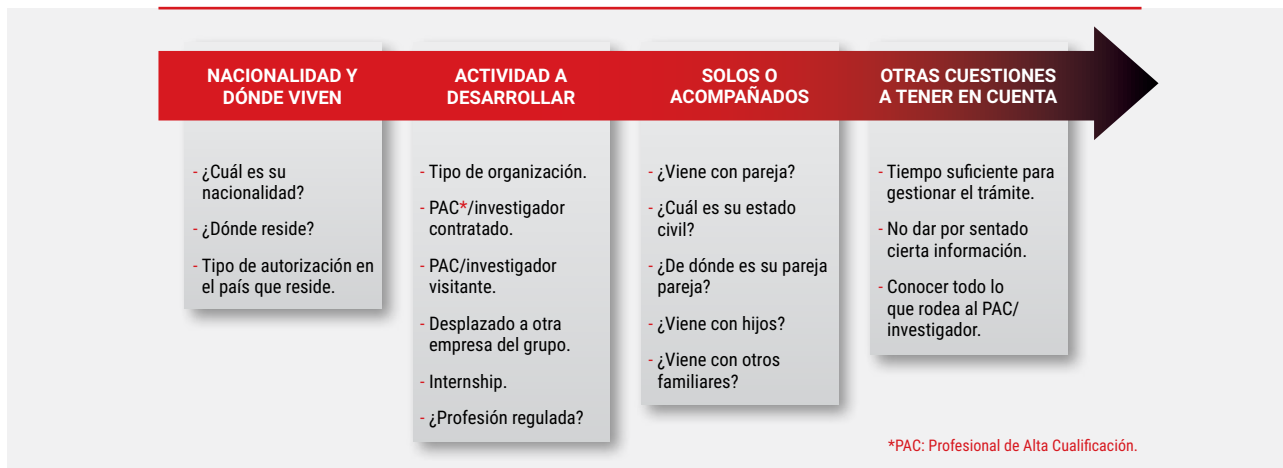 NACIONALIDAD Y
DÓNDE VIVEN
- ¿Cuál es su
nacionalidad?
- ¿Dónde reside?
- Tipo de autorización en
el país que reside.
ACTIVIDAD A
DESARROLLAR
- Tipo de organización.
- PAC*/investigador
contratado.
- PAC/investigador
visitante.
- Desplazado a otra
empresa del grupo.
- Internship.
- ¿Profesión regulada?
SOLOS O
ACOMPAÑADOS
- ¿Viene con pareja?
- ¿Cuál es su estado
civil?
- ¿De dónde es su pareja
pareja?
- ¿Viene con hijos?
- ¿Viene con otros
familiares?
OTRAS CUESTIONES
A TENER EN CUENTA
- Tiempo suficiente para
gestionar el trámite.
- No dar por sentado
cierta información.
- Conocer todo lo
que rodea al PAC/
investigador.
*PAC: Profesional de Alta Cualificación.